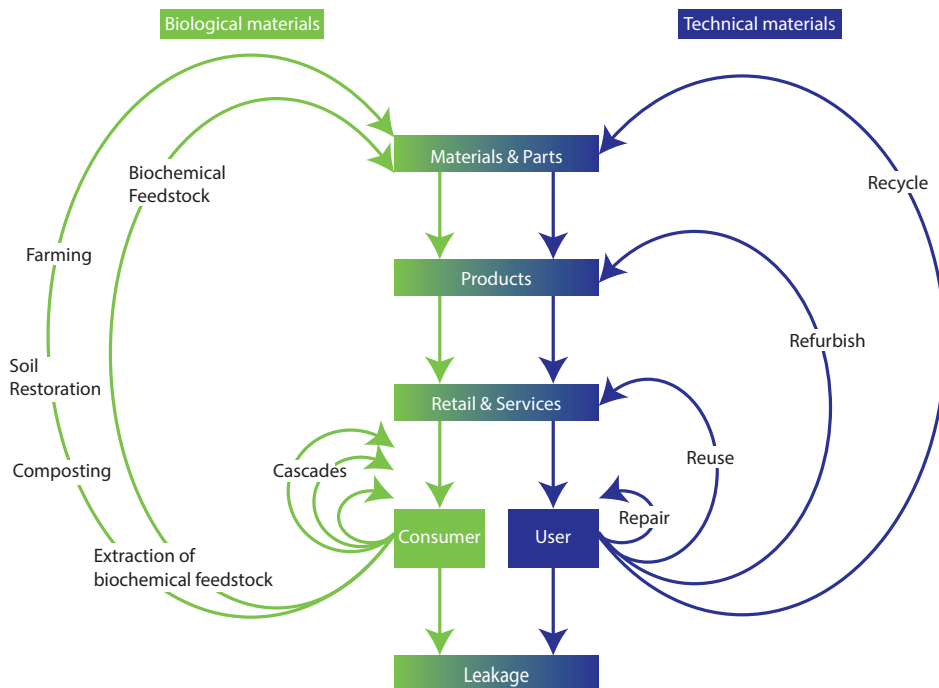 Biological materials
Technical materials
Materials & Parts
Biochemical
Feedstock
Recycle
Farming
Products
Refurbish
Soil
Restoration
Retail & Services
Composting
Cascades
Reuse
Repair
Consumer
User
Extraction of
biochemical feedstock
Leakage